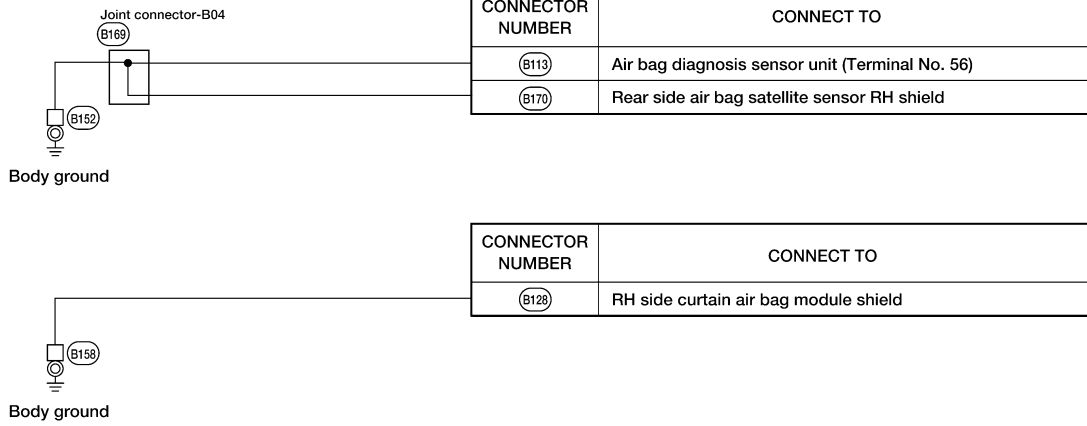 Joint connector-B04
B169
CONNECTOR NUMBER
CONNECT TO
B113
Air bag diagnosis sensor unit (Terminal No. 56)
B170
Rear side air bag satellite sensor RH shield
B152
Body ground
CONNECTOR
NUMBER
CONNECT TO
B128
RH side curtain air bag module shield
B158
Body ground